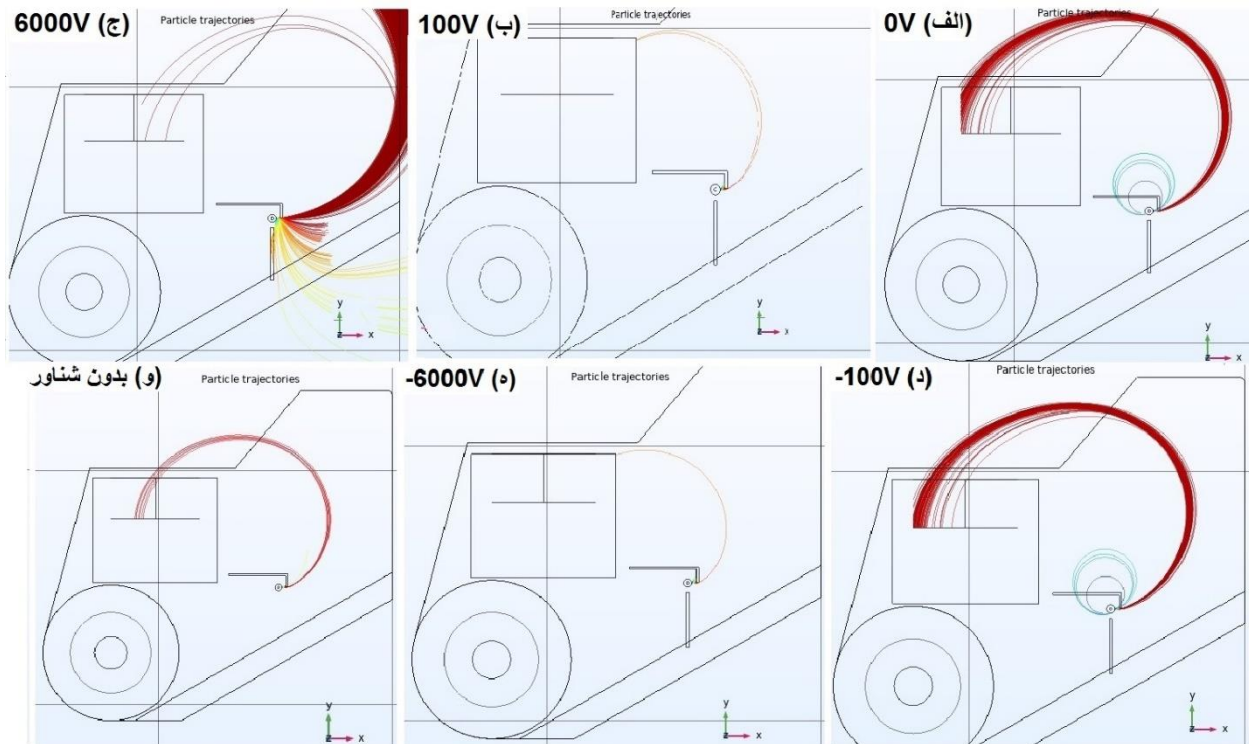 الف) 0V)
Particle trajectories
y
z x
ب) 100V)
Particle trajectories
y
z x
ج) 6000V)
Particle trajectories
y
z x
د) -100V)
Particle trajectories
y
z x
ه) -6000V)
Particle trajectories
y
z x
و) بدون شناور)
Particle trajectories
y
z x